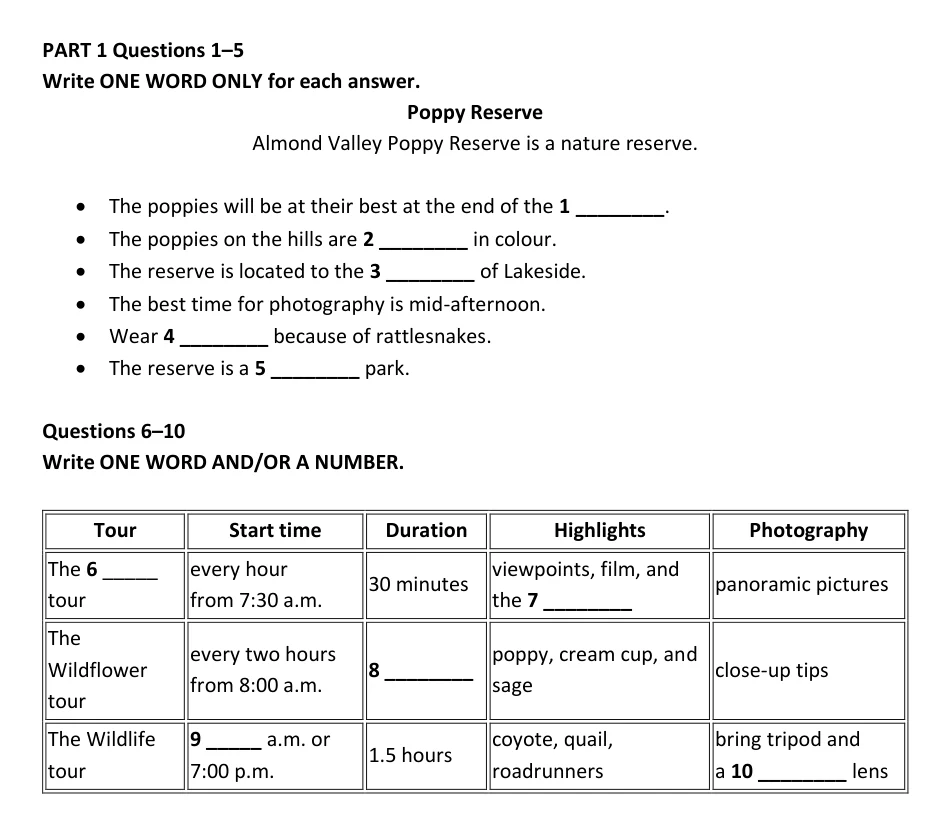 PART 1 Questions 1–5
Write ONE WORD ONLY for each answer.
Poppy Reserve
Almond Valley Poppy Reserve is a nature reserve.
• The poppies will be at their best at the end of the 1 ________.
• The poppies on the hills are 2 ________ in colour.
• The reserve is located to the 3 ________ of Lakeside.
• The best time for photography is mid-afternoon.
• Wear 4 ________ because of rattlesnakes.
• The reserve is a 5 ________ park.
Questions 6–10
Write ONE WORD AND/OR A NUMBER.
Tour Start time Duration Highlights Photography
The 6 _____
tour
every hour
from 7:30 a.m.
30 minutes
viewpoints, film, and
the 7 ________
panoramic pictures
The
Wildflower
tour
every two hours
from 8:00 a.m.
8 ________
poppy, cream cup, and
sage
close-up tips
The Wildlife
tour
9 _____ a.m. or
7:00 p.m.
1.5 hours
coyote, quail,
roadrunners
bring tripod and
a 10 ________ lens